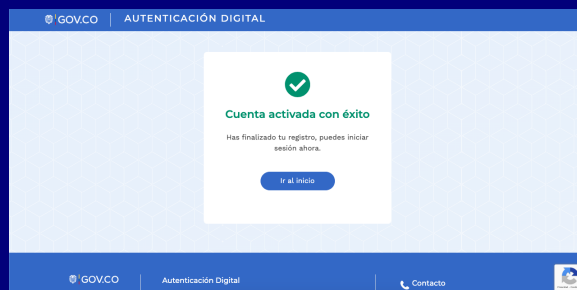 GOV.CO
AUTENTICACIÓN DIGITAL
Cuenta activada con éxito
Has finalizado tu registro, puedes iniciar
sesión ahora.
Ir al inicio
GOV.CO
Autenticación Digital
Contacto